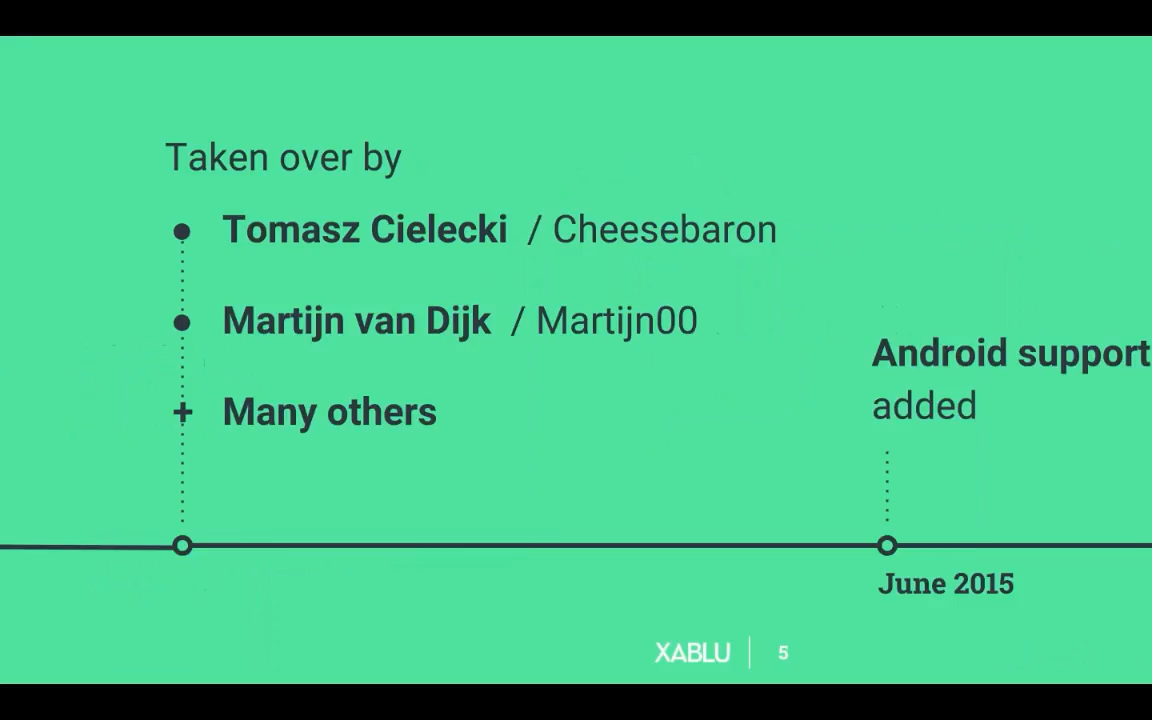 Taken over by
Tomasz Cielecki / Cheesebaron
Martijn van Dijk / Martijn00
+ Many others
Android support
added
June 2015
XABLU | 5